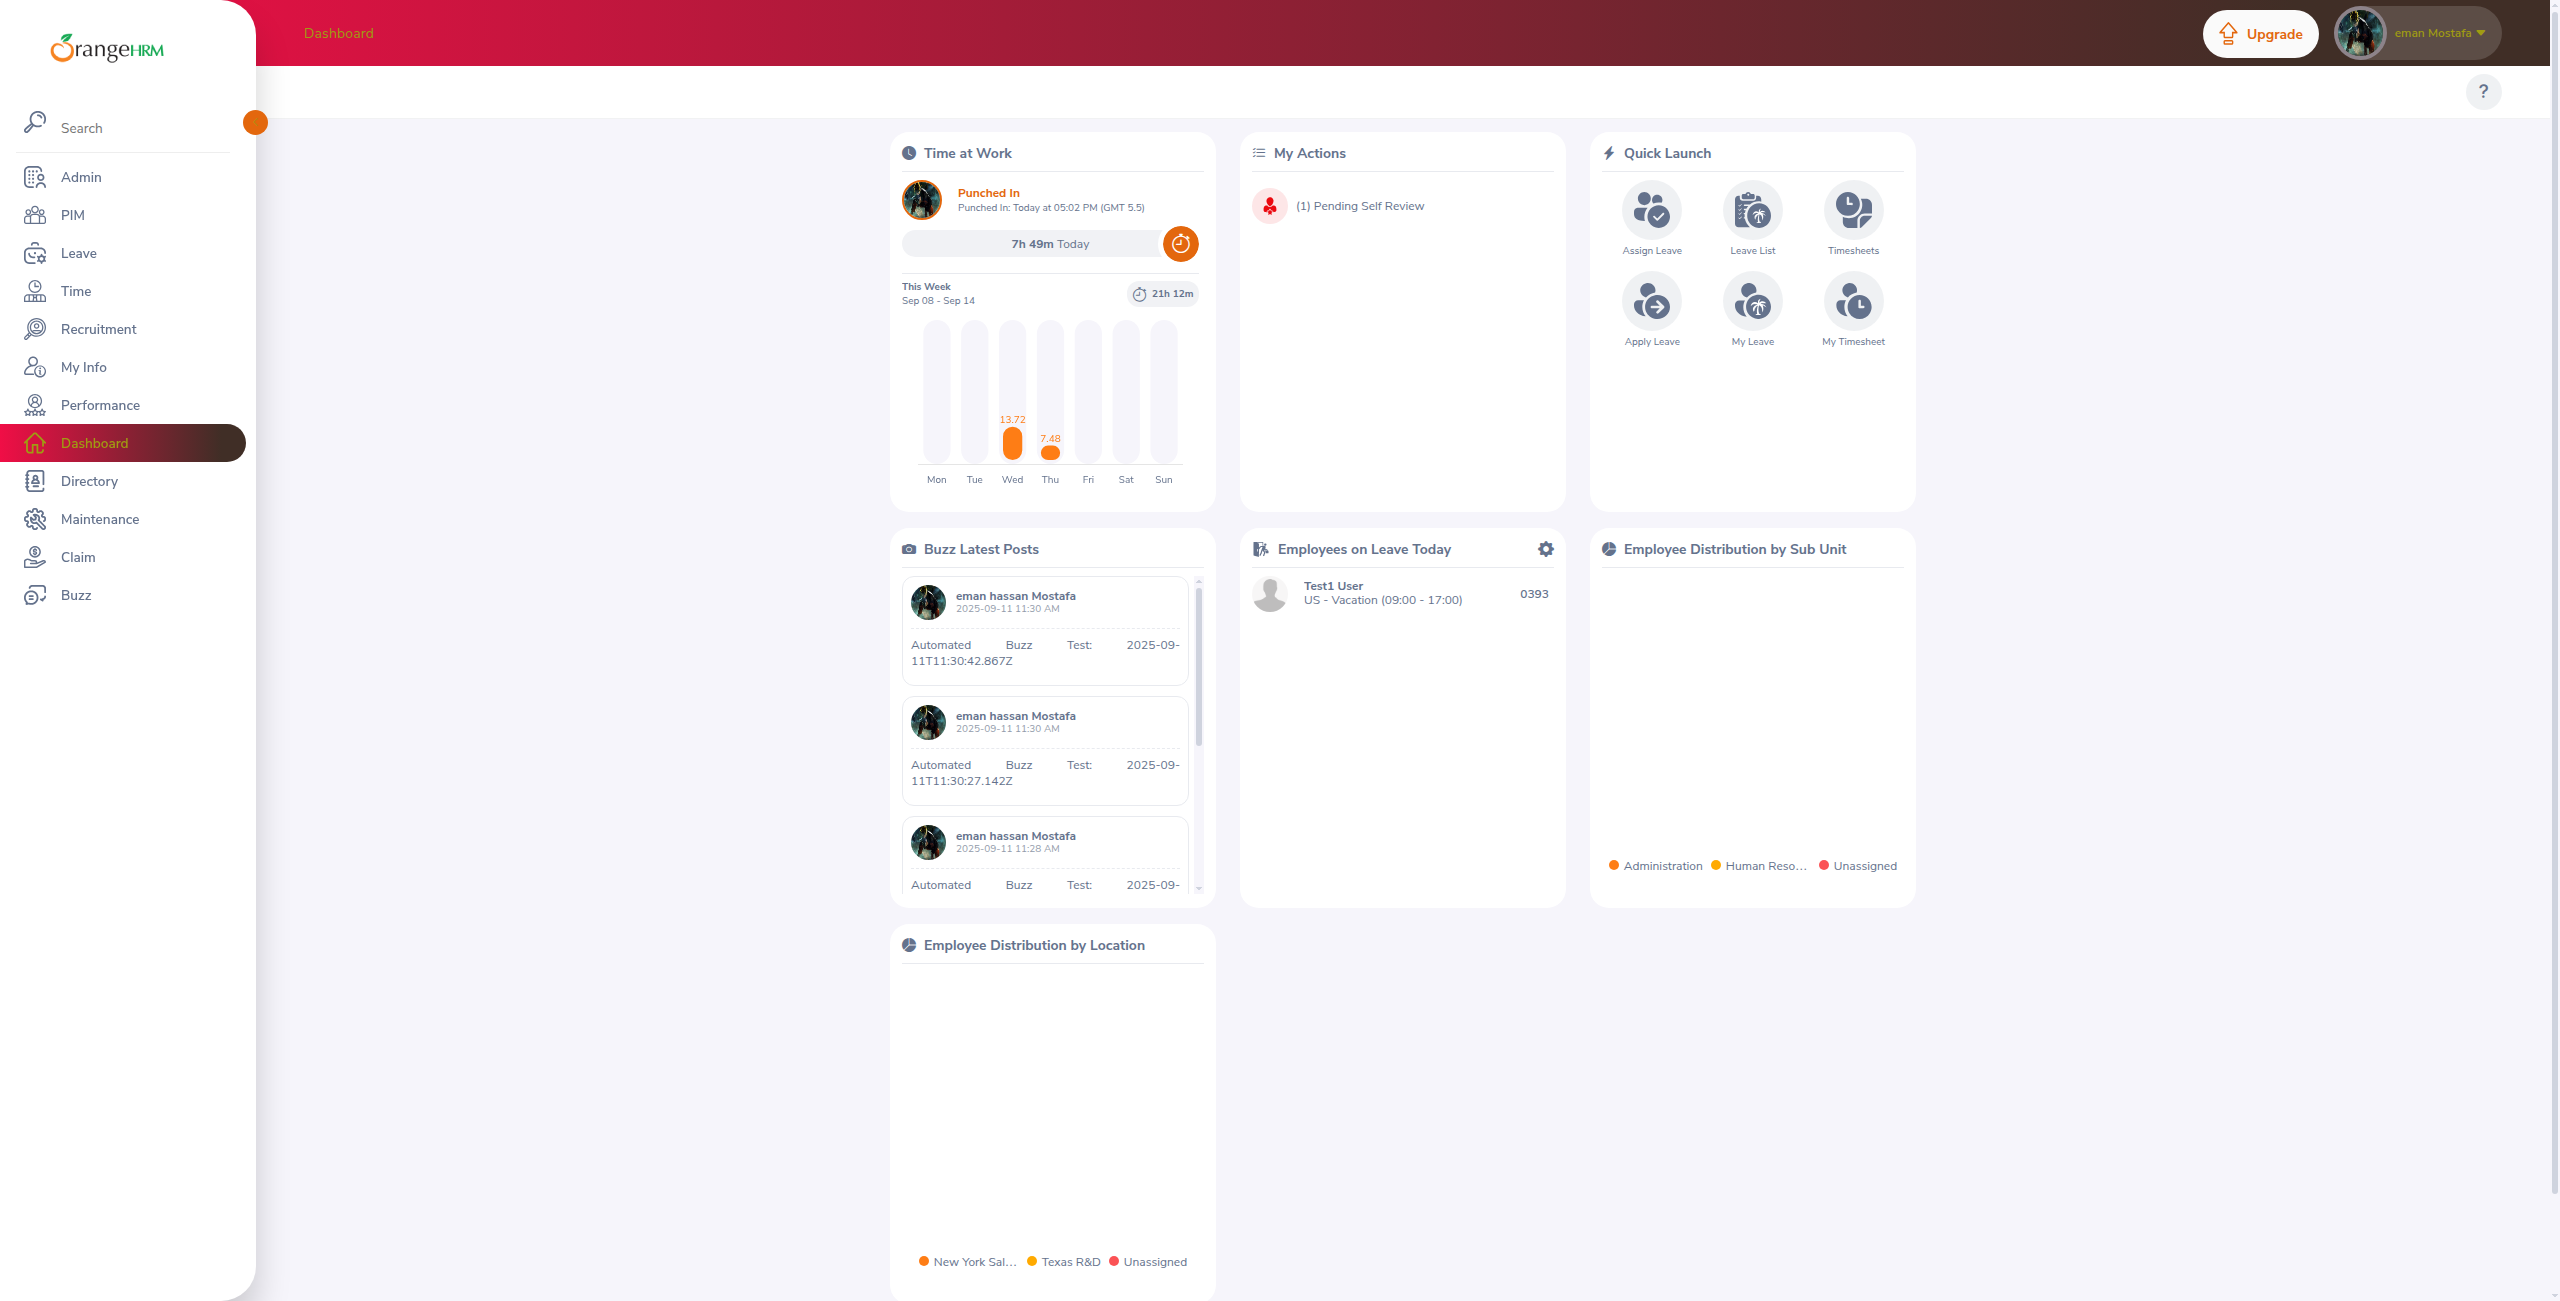 OrangeHRM
Search
Admin
PIM
Leave
Time
Recruitment
My Info
Performance
Dashboard
Directory
Maintenance
Claim
Buzz
Dashboard
Upgrade
eman Mostafa
?
Time at Work
Punched In
Punched In: Today at 05:02 PM (GMT 5.5)
7h 49m Today
This Week
Sep 08 - Sep 14
21h 12m
13.72
7.48
Mon Tue Wed Thu Fri Sat Sun
My Actions
(1) Pending Self Review
Quick Launch
Assign Leave Leave List Timesheets
Apply Leave My Leave My Timesheet
Buzz Latest Posts
eman hassan Mostafa
2025-09-11 11:30 AM
Automated Buzz Test: 2025-09-
11T11:30:42.867Z
eman hassan Mostafa
2025-09-11 11:30 AM
Automated Buzz Test: 2025-09-
11T11:30:27.142Z
eman hassan Mostafa
2025-09-11 11:28 AM
Automated Buzz Test: 2025-09-
Employees on Leave Today
Test1 User
US - Vacation (09:00 - 17:00)
0393
Employee Distribution by Sub Unit
Administration Human Reso... Unassigned
Employee Distribution by Location
New York Sal... Texas R&D Unassigned